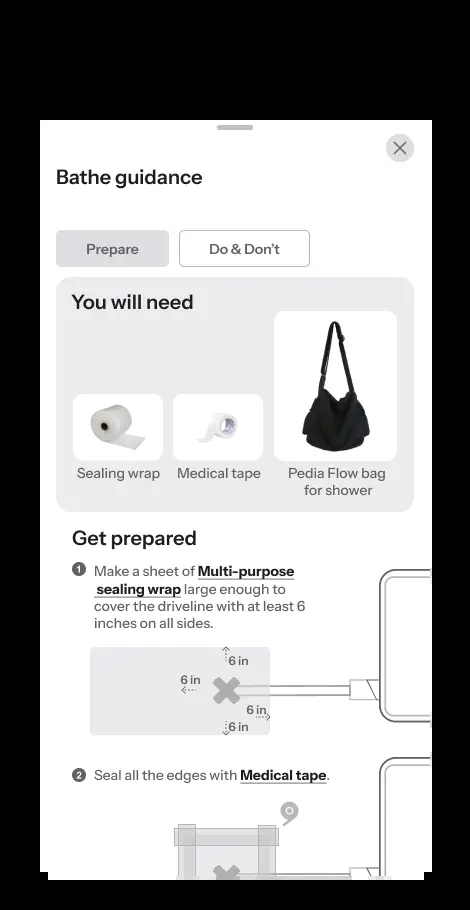 Bathe guidance
Prepare
Do & Don't
You will need
Sealing wrap
Medical tape
Pedia Flow bag
for shower
Get prepared
1 Make a sheet of Multi-purpose
sealing wrap large enough to
cover the driveline with at least 6
inches on all sides.
6 in
6 in
6 in
6 in
2 Seal all the edges with Medical tape.